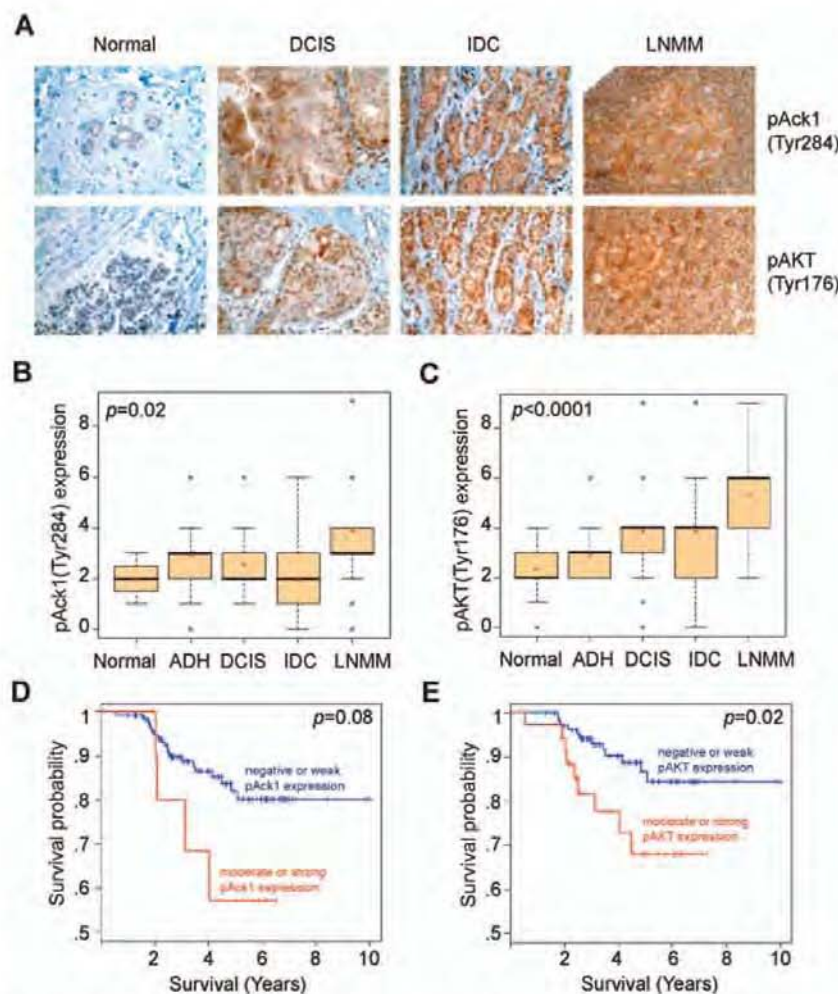 A
Normal DCIS IDC LNMM
pAck1
(Tyr284)
pAKT
(Tyr176)
B
p=0.02
pAck1(Tyr284) expression
8
6
4
2
0
Normal ADH DCIS IDC LNMM
C
p<0.0001
pAKT(Tyr176) expression
8
6
4
2
0
Normal ADH DCIS IDC LNMM
D
p=0.08
Survival probability
1
.9
.8
.7
.6
.5
negative or weak
pAck1 expression
moderate or strong
pAck1 expression
2 4 6 8 10
Survival (Years)
E
p=0.02
Survival probability
1
.9
.8
.7
.6
.5
negative or weak
pAKT expression
moderate or strong
pAKT expression
2 4 6 8 10
Survival (Years)